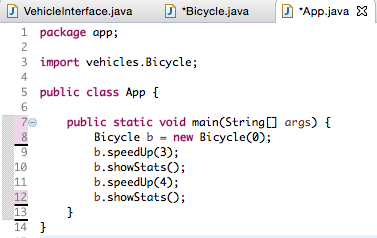 VehicleInterface.java *Bicycle.java *App.java
1 package app;
2
3 import vehicles.Bicycle;
4
5 public class App {
6
7 public static void main(String[] args) {
8 Bicycle b = new Bicycle(0);
9 b.speedUp(3);
10 b.showStats();
11 b.speedUp(4);
12 b.showStats();
13 }
14 }